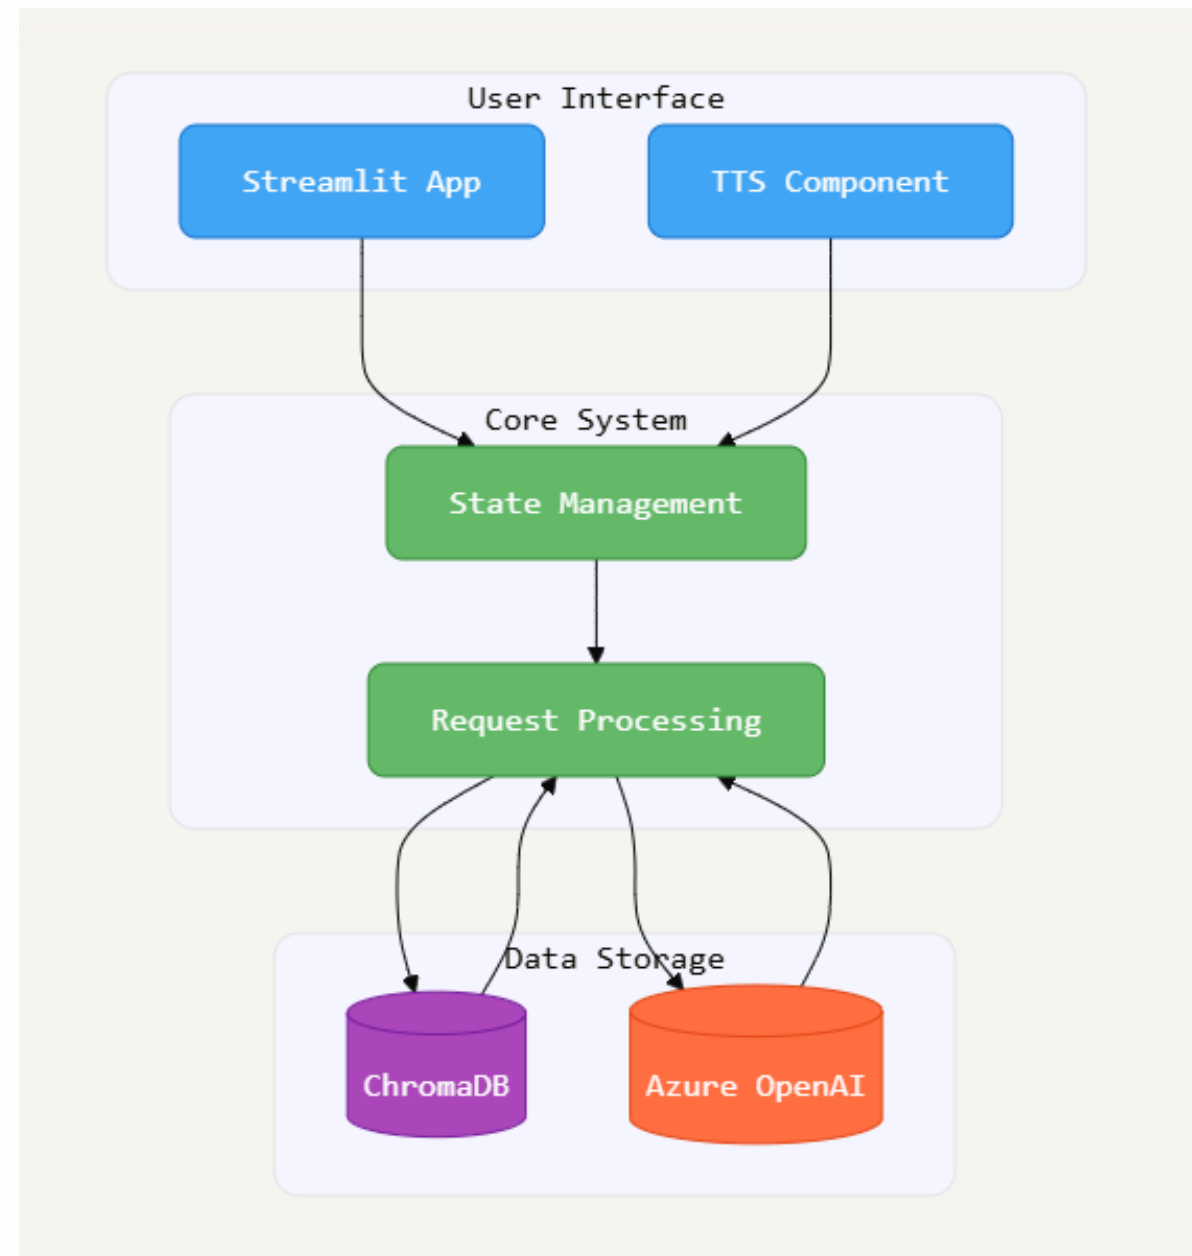 User Interface
Streamlit App
TTS Component
Core System
State Management
Request Processing
Data Storage
ChromaDB
Azure OpenAI